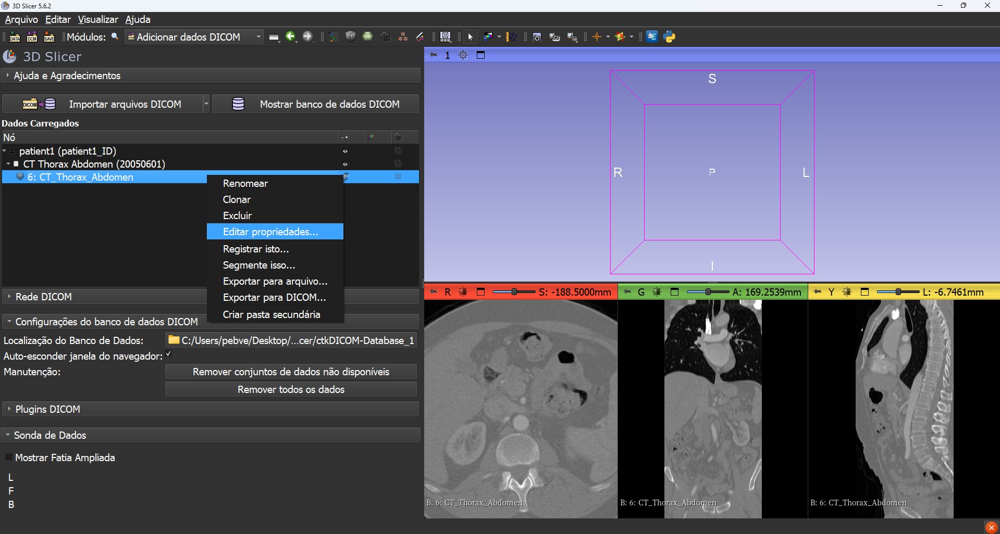 3D Slicer 5.6.2
Arquivo Editar Visualizar Ajuda
DATA DCM SAVE Módulos: Adicionar dados DICOM
3D Slicer
Ajuda e Agradecimentos
DICOM Importar arquivos DICOM
Mostrar banco de dados DICOM
Dados Carregados
Nó
patient1 (patient1_ID)
CT Thorax Abdomen (20050601)
6: CT_Thorax_Abdomen
Renomear
Clonar
Excluir
Editar propriedades...
Registrar isto...
Segmente isso...
Exportar para arquivo...
Exportar para DICOM...
Criar pasta secundária
Rede DICOM
Configurações do banco de dados DICOM
Localização do Banco de Dados: C:/Users/pebve/Desktop/...cer/ctkDICOM-Database_1
Auto-esconder janela do navegador:
Manutenção: Remover conjuntos de dados não disponíveis
Remover todos os dados
Plugins DICOM
Sonda de Dados
Mostrar Fatia Ampliada
L
F
B
1
S
R P L
I
R S: -188.5000mm
G A: 169.2539mm
Y L: -6.7461mm
B: 6: CT_Thorax_Abdomen
B: 6: CT_Thorax_Abdomen
B: 6: CT_Thorax_Abdomen